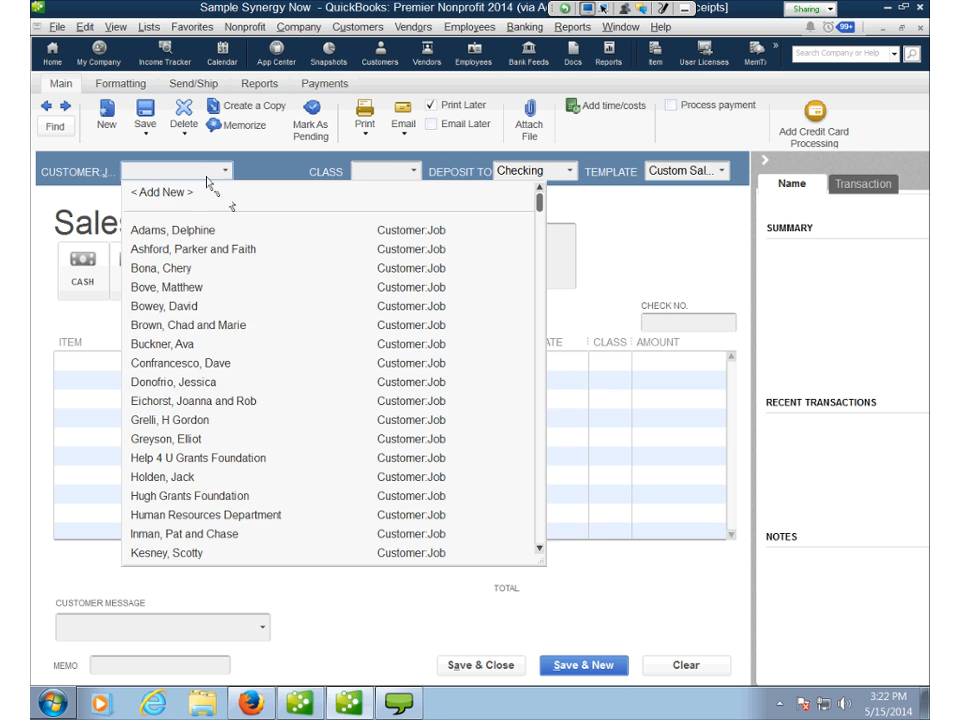 Sample Synergy Now - QuickBooks: Premier Nonprofit 2014 (via A
eipts]
Sharing
File Edit View Lists Favorites Nonprofit Company Customers Vendors Employees Banking Reports Window Help
99+
Home My Company Income Tracker Calendar App Center Snapshots Customers Vendors Employees Bank Feeds Docs Reports Item User Licenses MemTx
Search Company or Help
Main Formatting Send/Ship Reports Payments
Find New Save Delete Create a Copy Memorize Mark As Pending Print Email Print Later Email Later Attach File Add time/costs Process payment Add Credit Card Processing
CUSTOMER:J... CLASS DEPOSIT TO Checking TEMPLATE Custom Sal...
< Add New >
Sales
CASH
Adams, Delphine Customer:Job
Ashford, Parker and Faith Customer:Job
Bona, Chery Customer:Job
Bove, Matthew Customer:Job
Bowey, David Customer:Job
Brown, Chad and Marie Customer:Job
Buckner, Ava Customer:Job
Confrancesco, Dave Customer:Job
Donofrio, Jessica Customer:Job
Eichorst, Joanna and Rob Customer:Job
Grelli, H Gordon Customer:Job
Greyson, Elliot Customer:Job
Help 4 U Grants Foundation Customer:Job
Holden, Jack Customer:Job
Hugh Grants Foundation Customer:Job
Human Resources Department Customer:Job
Inman, Pat and Chase Customer:Job
Kesney, Scotty Customer:Job
CHECK NO.
ITEM ATE CLASS AMOUNT
TOTAL
CUSTOMER MESSAGE
MEMO
Save & Close Save & New Clear
Name Transaction
SUMMARY
RECENT TRANSACTIONS
NOTES
3:22 PM
5/15/2014